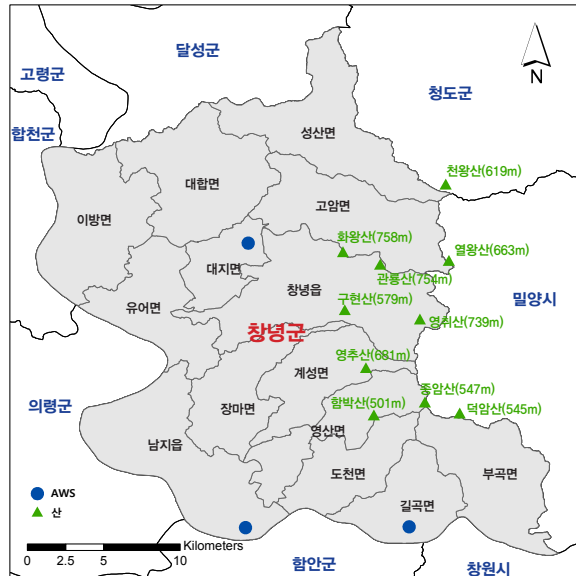 달성군
고령군
청도군
합천군
성산면
천왕산(619m)
대합면
고암면
이방면
화왕산(758m)
열왕산(663m)
대지면
관룡산(754m)
창녕읍
구현산(579m)
밀양시
유어면
영취산(739m)
창녕군
영추산(681m)
계성면
의령군
장마면
함박산(501m)
종암산(547m)
덕암산(545m)
영산면
남지읍
도천면
부곡면
길곡면
AWS
산
Kilometers
0 2.5 5 10
함안군
창원시
N